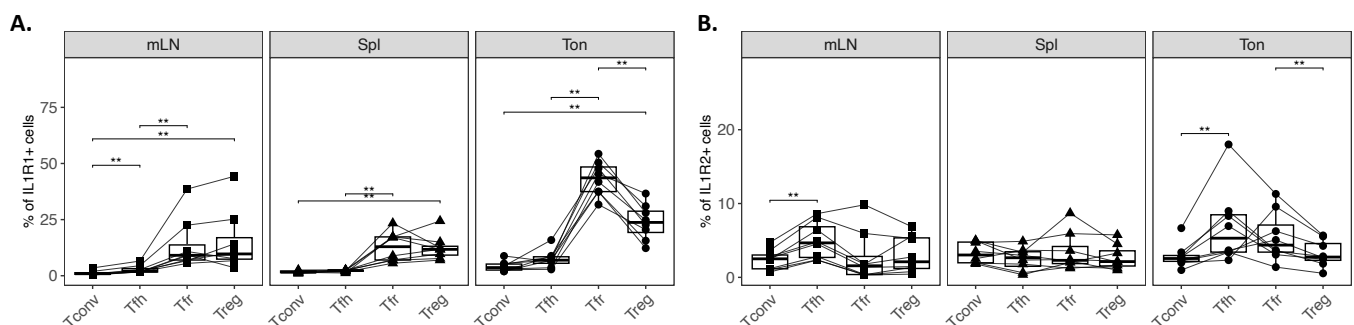 A.
mLN Spl Ton
% of IL1R1+ cells
75
50
25
0
** ** **
** **
** ** **
Tconv Tfh Tfr Treg Tconv Tfh Tfr Treg Tconv Tfh Tfr Treg
B.
mLN Spl Ton
% of IL1R2+ cells
20
10
0
**
** **
Tconv Tfh Tfr Treg Tconv Tfh Tfr Treg Tconv Tfh Tfr Treg